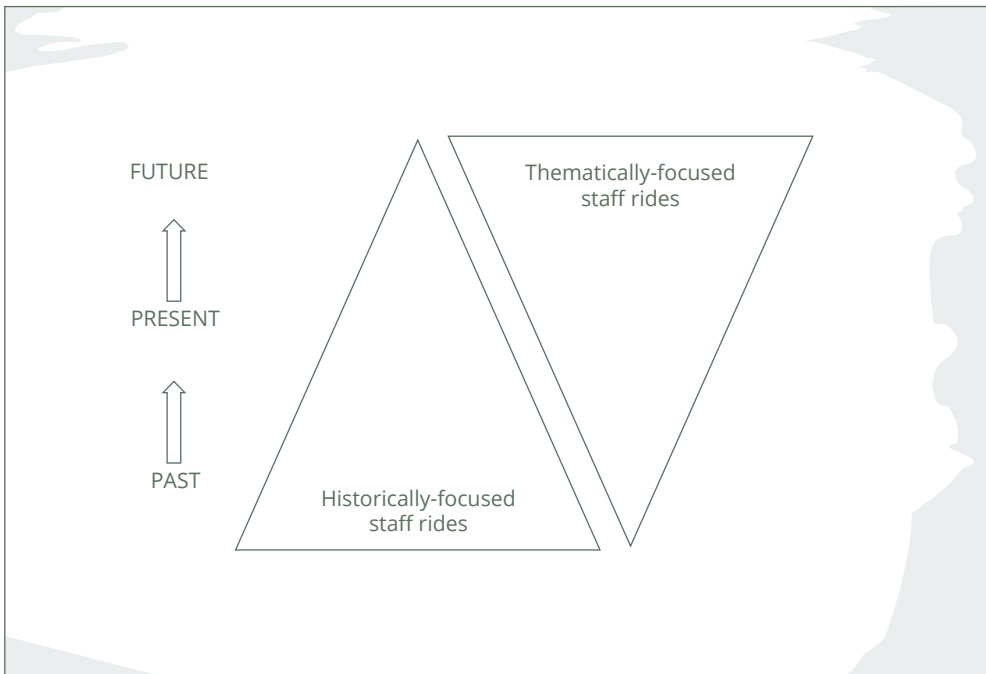 FUTURE
Thematically-focused
staff rides
PRESENT
PAST
Historically-focused
staff rides